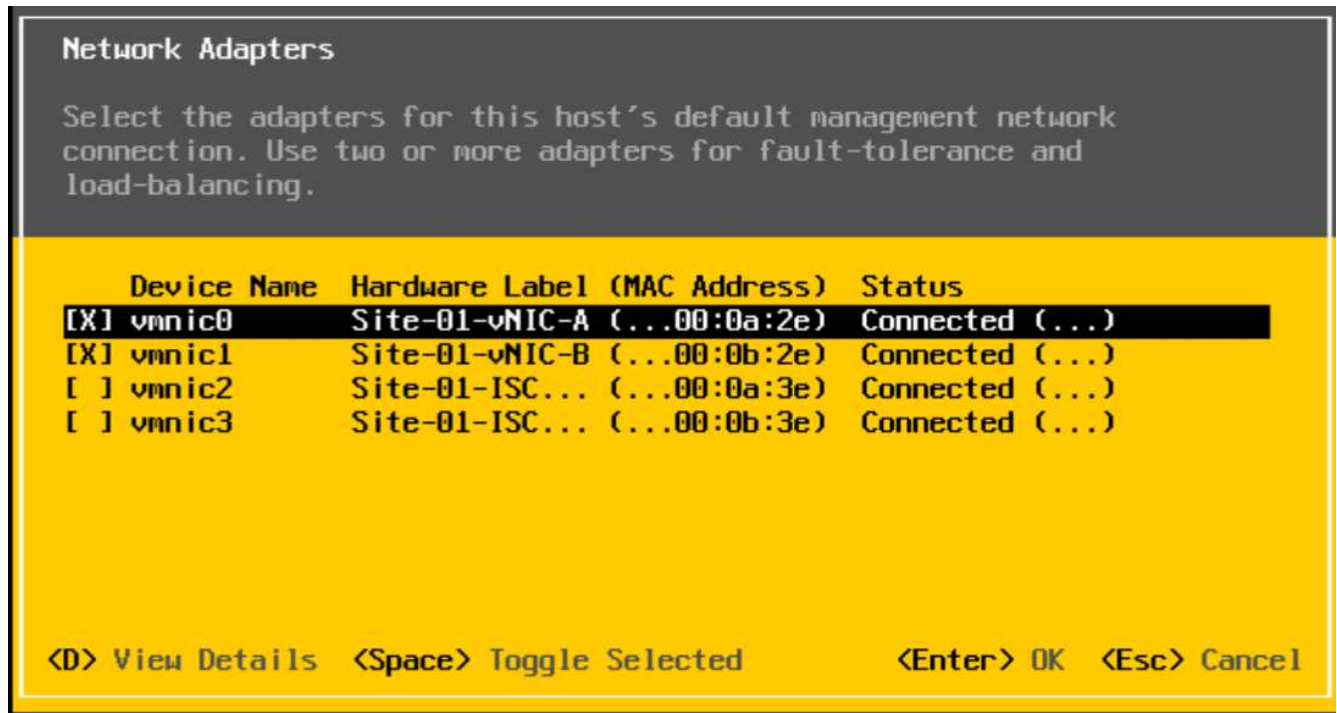 Network Adapters
Select the adapters for this host's default management network
connection. Use two or more adapters for fault-tolerance and
load-balancing.
Device Name Hardware Label (MAC Address) Status
[X] vmnic0 Site-01-vNIC-A (...00:0a:2e) Connected (...)
[X] vmnic1 Site-01-vNIC-B (...00:0b:2e) Connected (...)
[ ] vmnic2 Site-01-ISC... (...00:0a:3e) Connected (...)
[ ] vmnic3 Site-01-ISC... (...00:0b:3e) Connected (...)
<D> View Details <Space> Toggle Selected <Enter> OK <Esc> Cancel